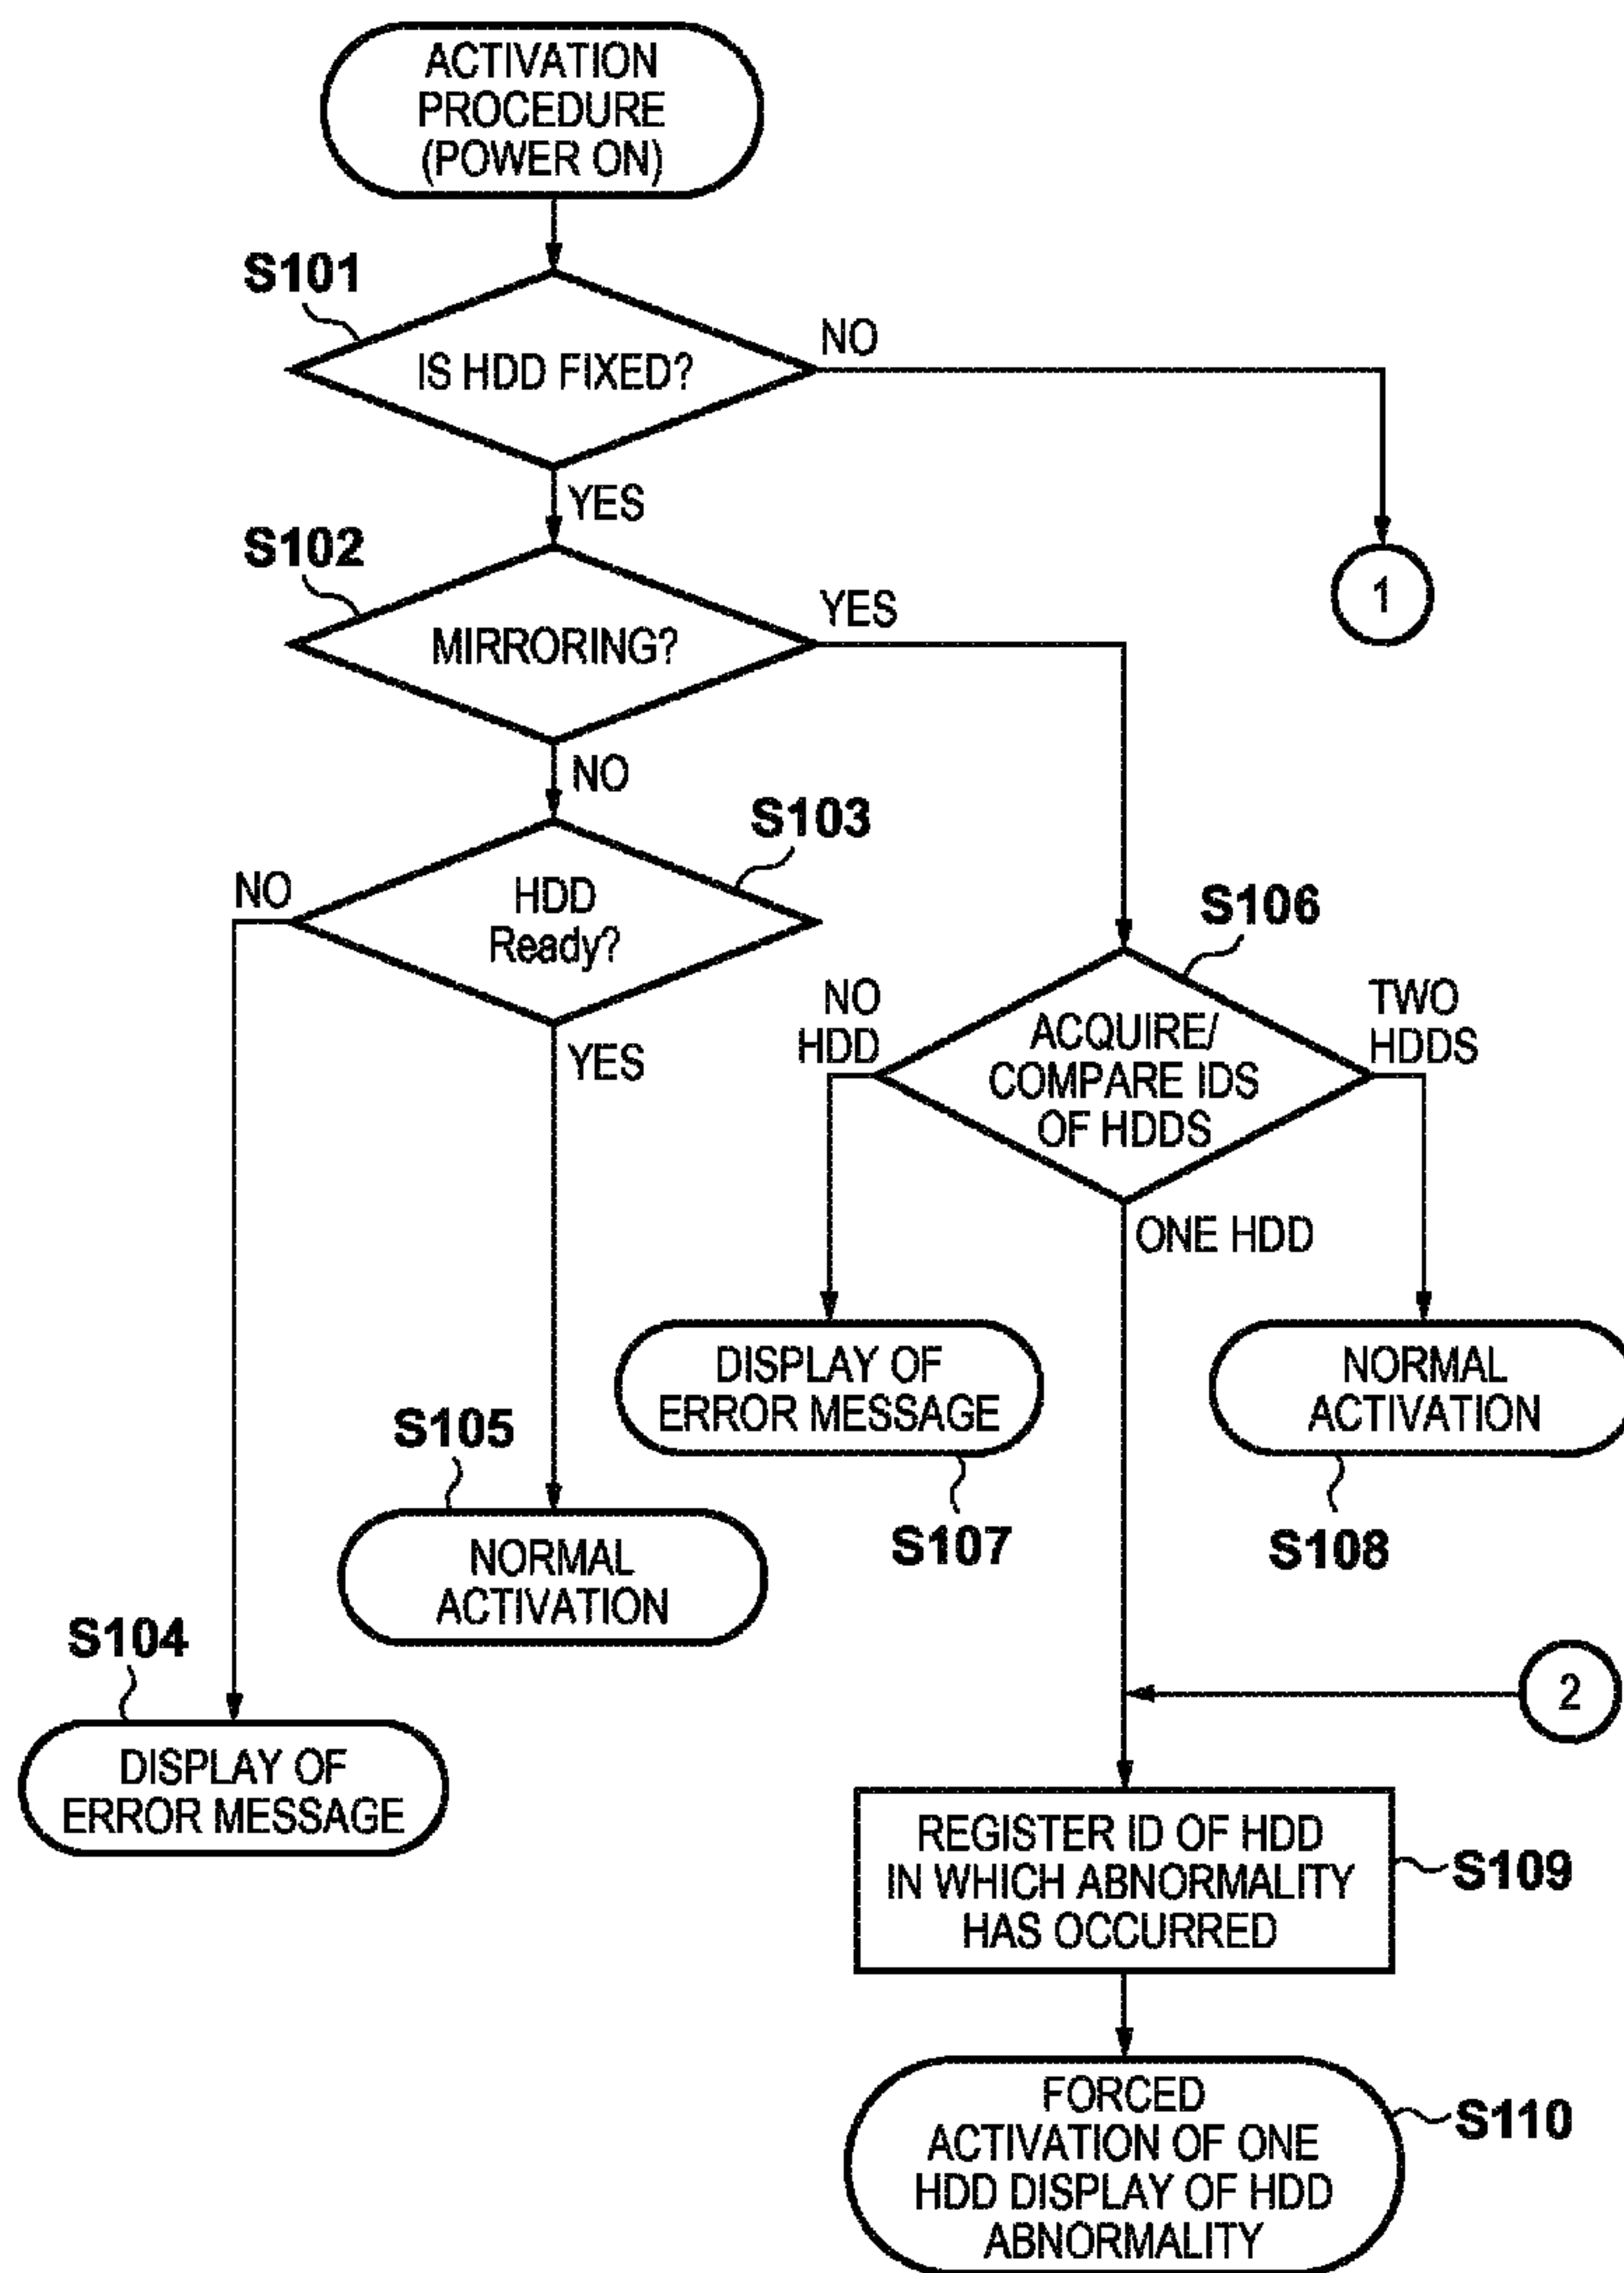 ACTIVATION
PROCEDURE
(POWER ON)
S101
IS HDD FIXED?
NO
YES
1
S102
MIRRORING?
YES
NO
S103
HDD
Ready?
NO
YES
S106
ACQUIRE/
COMPARE IDS
OF HDDS
NO
HDD
TWO
HDDS
ONE HDD
DISPLAY OF
ERROR MESSAGE
S107
NORMAL
ACTIVATION
S108
S105
NORMAL
ACTIVATION
S104
DISPLAY OF
ERROR MESSAGE
2
REGISTER ID OF HDD
IN WHICH ABNORMALITY
HAS OCCURRED
S109
FORCED
ACTIVATION OF ONE
HDD DISPLAY OF HDD
ABNORMALITY
S110